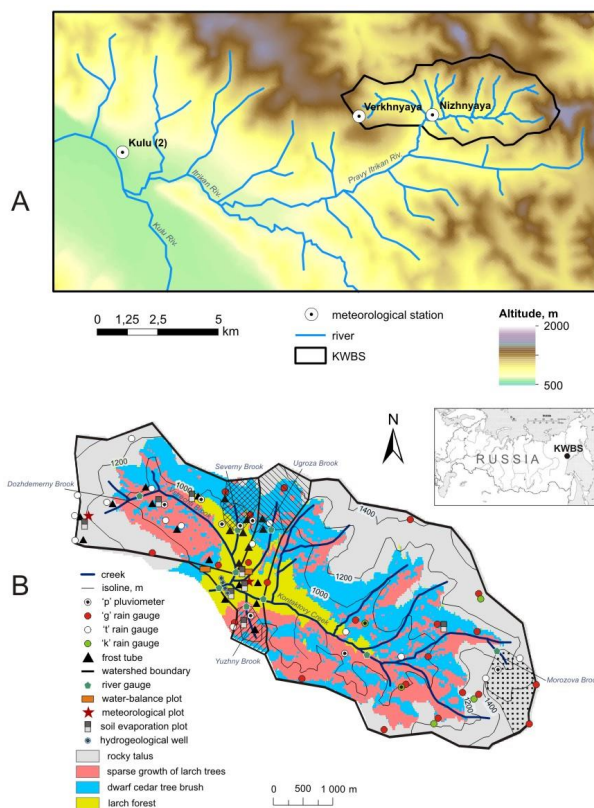 A
Verkhnyaya
Nizhnyaya
Kulu (2)
Itrikan Riv.
Pravy Itrikan Riv.
Kulu Riv.
0 1,25 2,5 5
km
meteorological station
river
KWBS
Altitude, m
2000
500
N
RUSSIA
KWBS
B
Severny Brook
Ugroza Brook
Dozhdemerny Brook
1200
1000
1400
1200
1000
Kontaktovy Creek
Yuzhny Brook
Morozova Brook
1200
1400
creek
isoline, m
'p' pluviometer
'g' rain gauge
't' rain gauge
'k' rain gauge
frost tube
watershed boundary
river gauge
water-balance plot
meteorological plot
soil evaporation plot
hydrogeological well
rocky talus
sparse growth of larch trees
dwarf cedar tree brush
larch forest
0 500 1 000 m